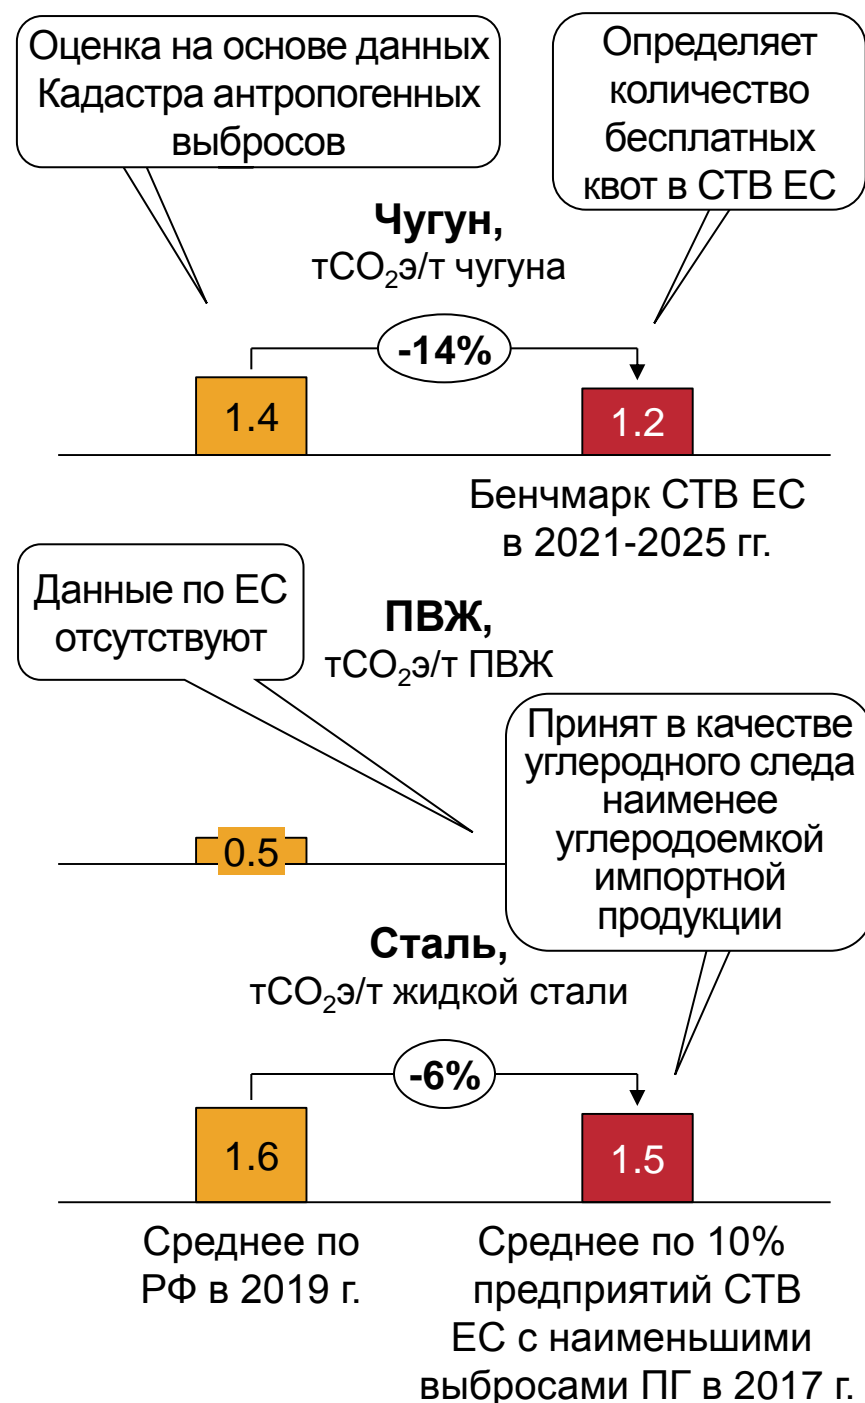 Оценка на основе данных
Кадастра антропогенных
выбросов
Определяет
количество
бесплатных
квот в СТВ ЕС
Чугун,
тCO₂э/т чугуна
-14%
1.4
1.2
Бенчмарк СТВ ЕС
в 2021-2025 гг.
Данные по ЕС
отсутствуют
ПВЖ,
тCO₂э/т ПВЖ
Принят в качестве
углеродного следа
наименее
углеродоемкой
импортной
продукции
0.5
Сталь,
тCO₂э/т жидкой стали
-6%
1.6
1.5
Среднее по
РФ в 2019 г.
Среднее по 10%
предприятий СТВ
ЕС с наименьшими
выбросами ПГ в 2017 г.